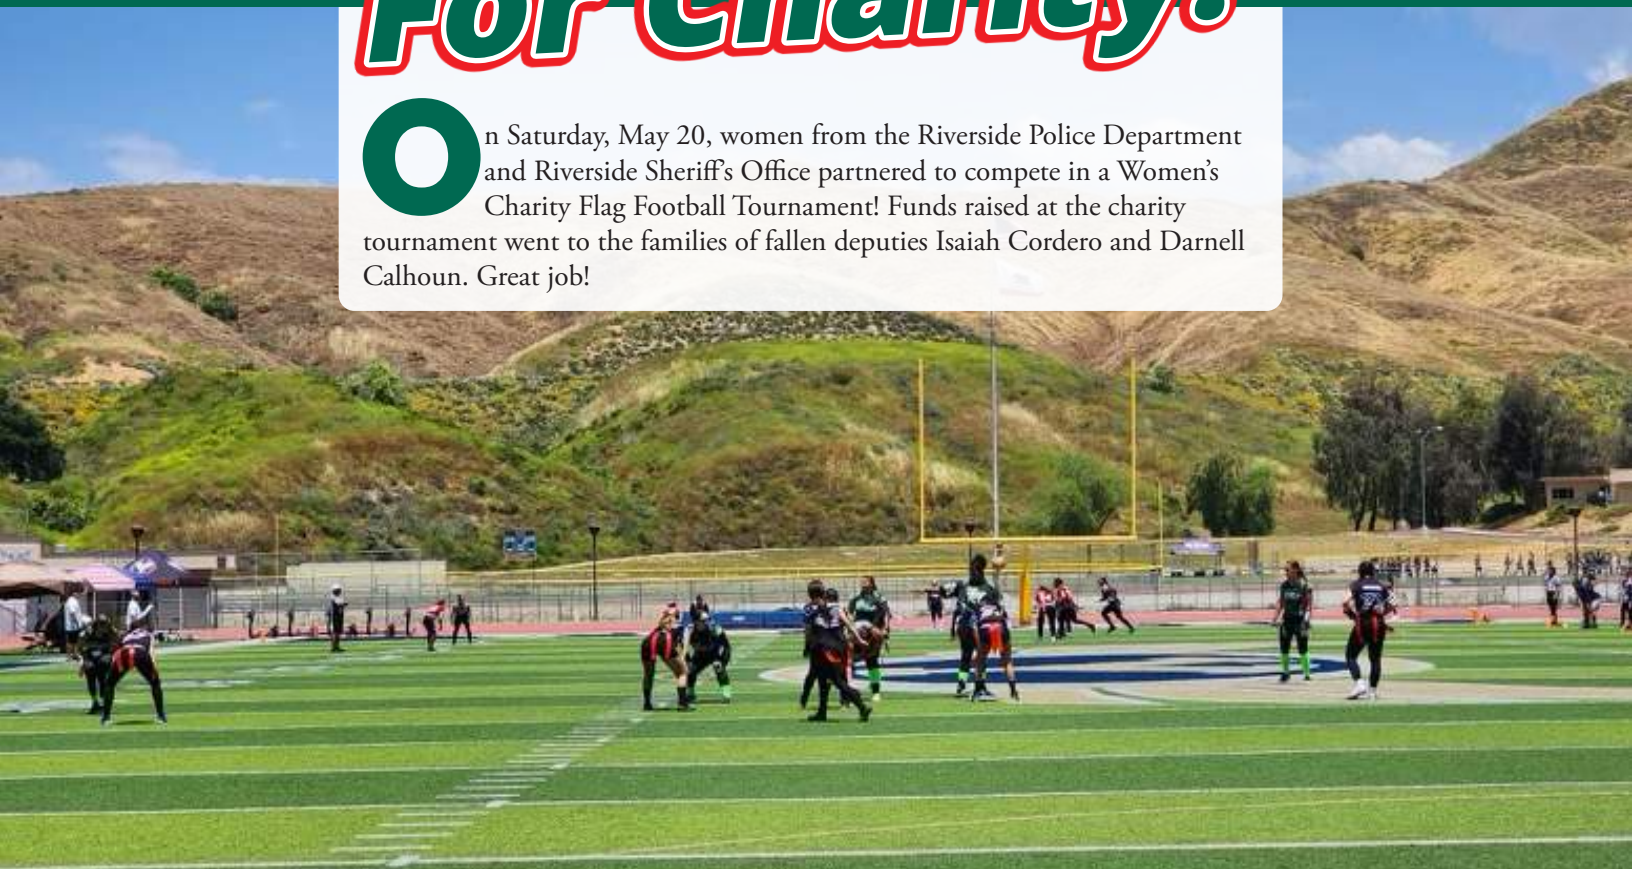 For Charity!
On Saturday, May 20, women from the Riverside Police Department
and Riverside Sheriff's Office partnered to compete in a Women's
Charity Flag Football Tournament! Funds raised at the charity
tournament went to the families of fallen deputies Isaiah Cordero and Darnell
Calhoun. Great job!